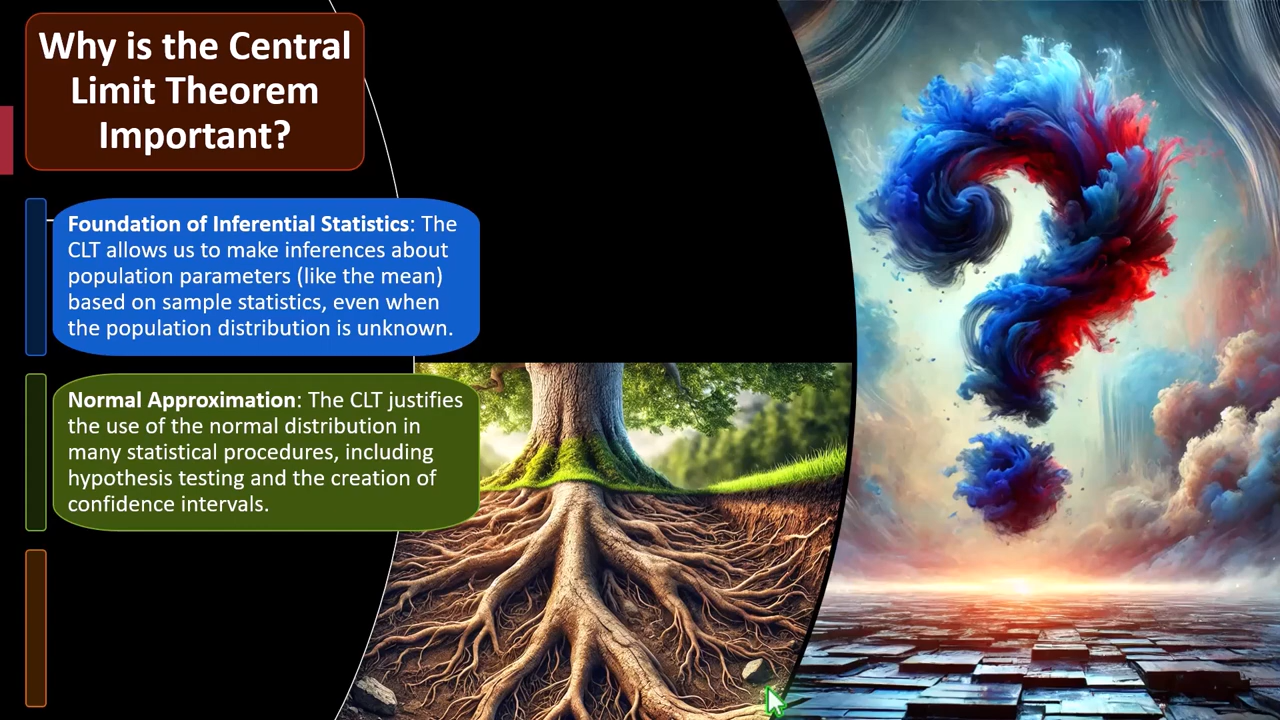 Why is the Central
Limit Theorem
Important?
Foundation of Inferential Statistics: The
CLT allows us to make inferences about
population parameters (like the mean)
based on sample statistics, even when
the population distribution is unknown.
Normal Approximation: The CLT justifies
the use of the normal distribution in
many statistical procedures, including
hypothesis testing and the creation of
confidence intervals.